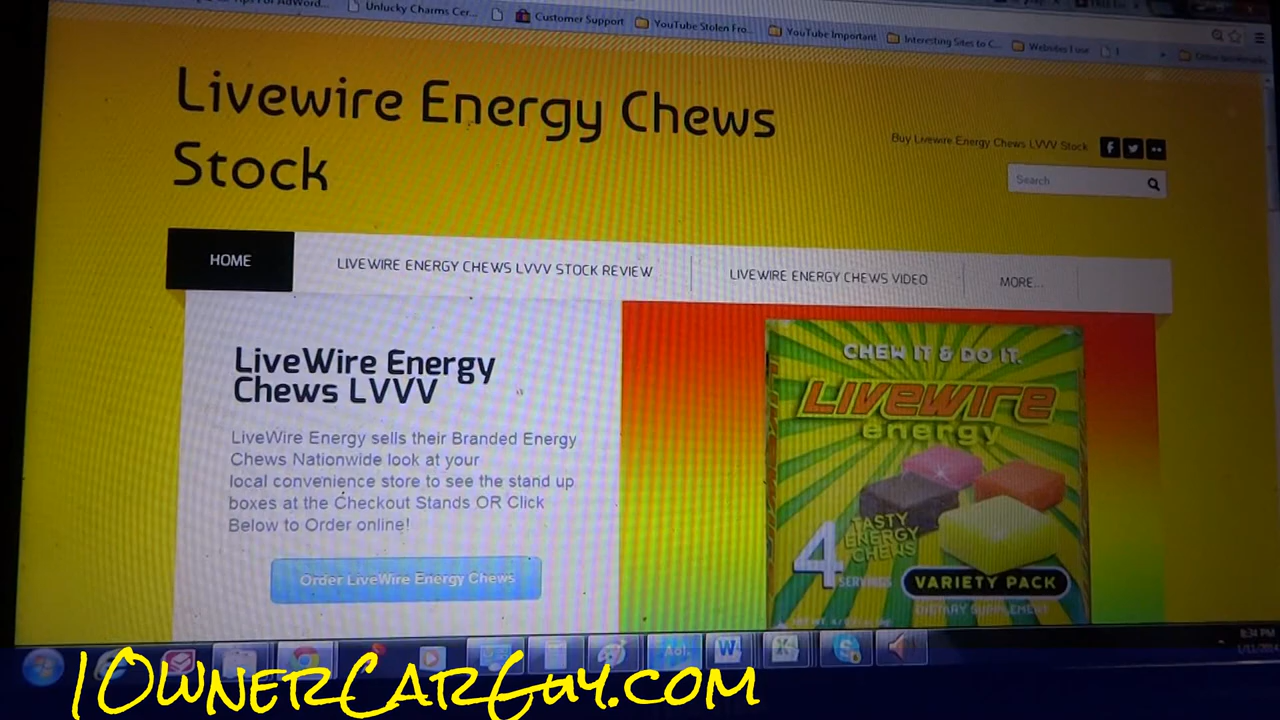 Unlucky Charms Cer...
Customer Support
YouTube Stolen Fro...
YouTube Important
Interesting Sites to C...
Websites I use
Livewire Energy Chews
Stock
Buy Livewire Energy Chews LVVV Stock
Search
HOME
LIVEWIRE ENERGY CHEWS LVVV STOCK REVIEW
LIVEWIRE ENERGY CHEWS VIDEO
MORE...
LiveWire Energy
Chews LVVV
LiveWire Energy sells their Branded Energy
Chews Nationwide look at your
local convenience store to see the stand up
boxes at the Checkout Stands OR Click
Below to Order online!
Order LiveWire Energy Chews
CHEW IT & DO IT.
LIVEWIRE
energy
4
TASTY
ENERGY
CHEWS
SERVINGS
VARIETY PACK
DIETARY SUPPLEMENT
Aol.
8:34 PM
1OwnerCarGuy.com